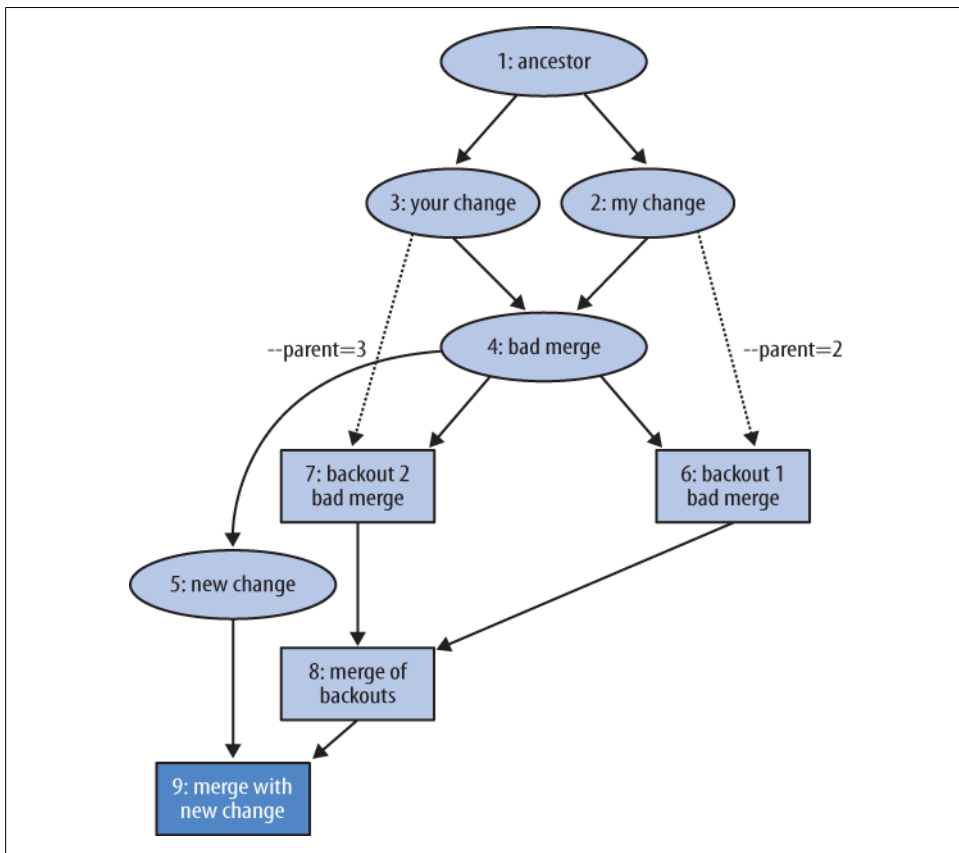 1: ancestor
3: your change
2: my change
--parent=3
4: bad merge
--parent=2
7: backout 2
bad merge
6: backout 1
bad merge
5: new change
8: merge of
backouts
9: merge with
new change